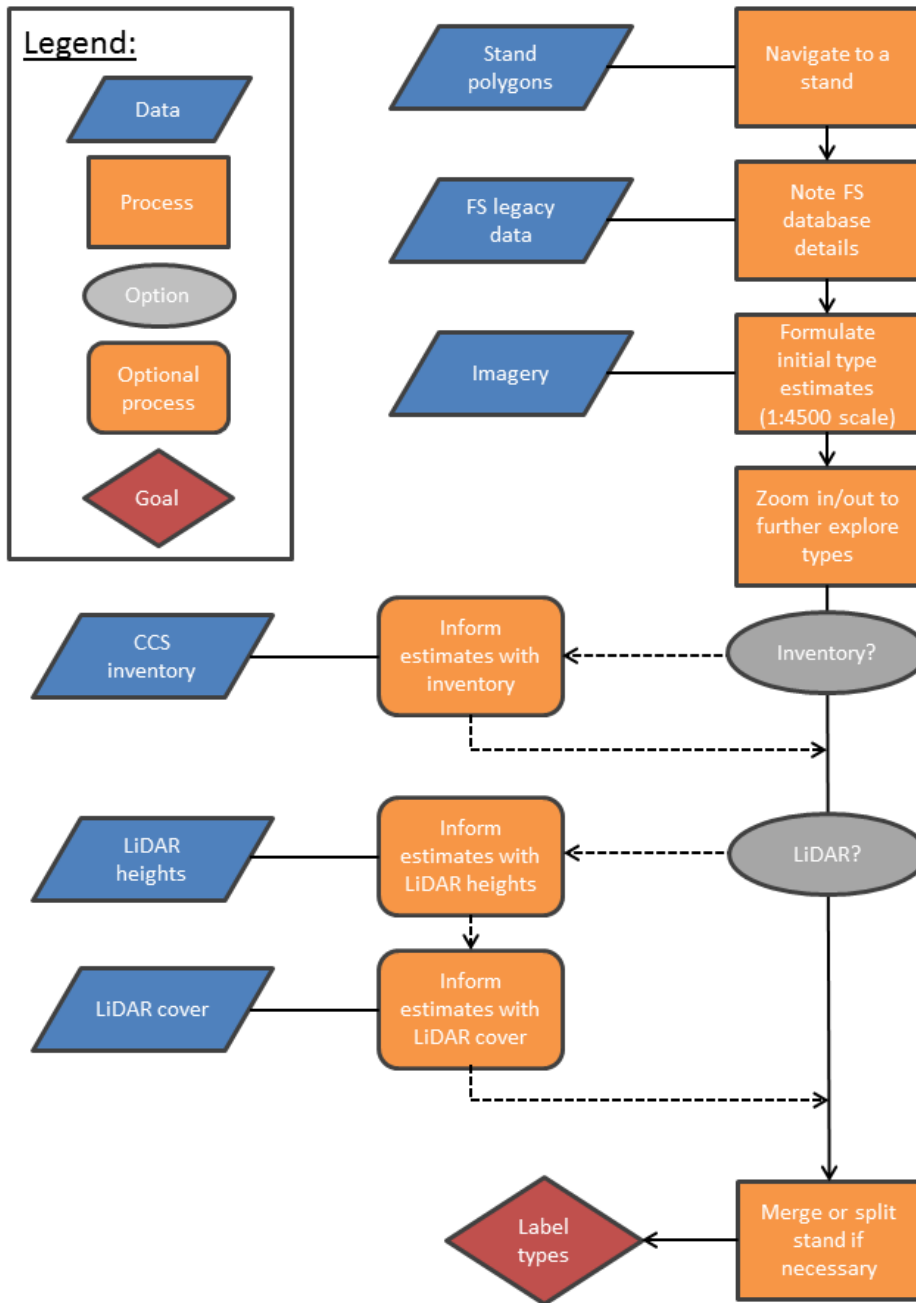 Legend:
Data
Process
Option
Optional
process
Goal
Stand
polygons
Navigate to a
stand
FS legacy
data
Note FS
database
details
Imagery
Formulate
initial type
estimates
(1:4500 scale)
Zoom in/out to
further explore
types
CCS
inventory
Inform
estimates with
inventory
Inventory?
LiDAR
heights
Inform
estimates with
LiDAR heights
LiDAR?
LiDAR cover
Inform
estimates with
LiDAR cover
Label
types
Merge or split
stand if
necessary